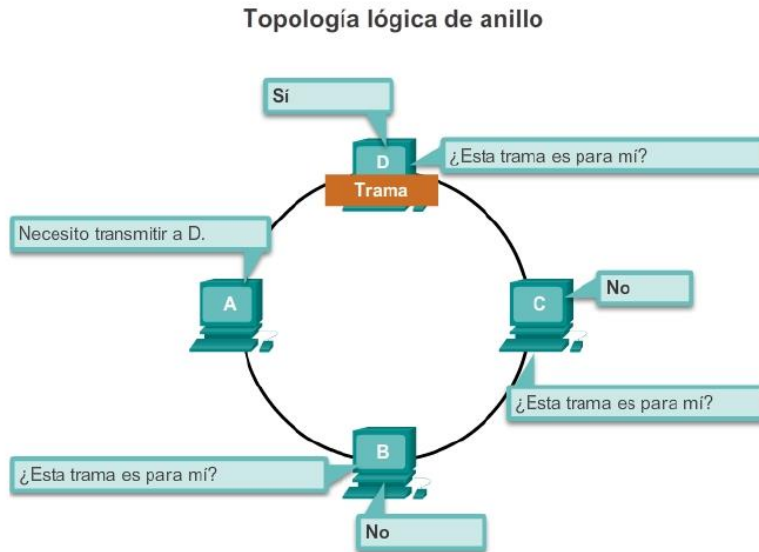 Topología lógica de anillo
Sí
D
¿Esta trama es para mí?
Trama
Necesito transmitir a D.
A
C
No
¿Esta trama es para mí?
B
¿Esta trama es para mí?
No